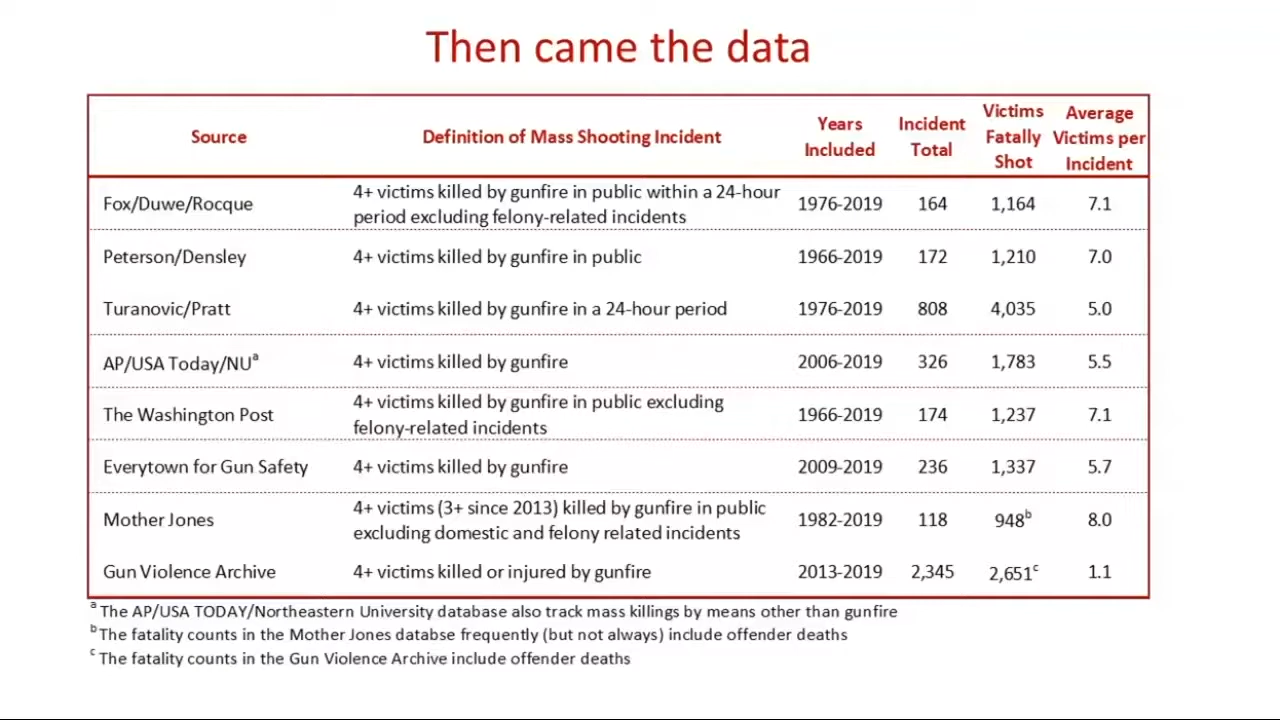 Then came the data
Source Definition of Mass Shooting Incident Years Included Incident Total Victims Fatally Shot Average Victims per Incident
Fox/Duwe/Rocque 4+ victims killed by gunfire in public within a 24-hour period excluding felony-related incidents 1976-2019 164 1,164 7.1
Peterson/Densley 4+ victims killed by gunfire in public 1966-2019 172 1,210 7.0
Turanovic/Pratt 4+ victims killed by gunfire in a 24-hour period 1976-2019 808 4,035 5.0
AP/USA Today/NUa 4+ victims killed by gunfire 2006-2019 326 1,783 5.5
The Washington Post 4+ victims killed by gunfire in public excluding felony-related incidents 1966-2019 174 1,237 7.1
Everytown for Gun Safety 4+ victims killed by gunfire 2009-2019 236 1,337 5.7
Mother Jones 4+ victims (3+ since 2013) killed by gunfire in public excluding domestic and felony related incidents 1982-2019 118 948b 8.0
Gun Violence Archive 4+ victims killed or injured by gunfire 2013-2019 2,345 2,651c 1.1
a The AP/USA TODAY/Northeastern University database also track mass killings by means other than gunfire
b The fatality counts in the Mother Jones databse frequently (but not always) include offender deaths
c The fatality counts in the Gun Violence Archive include offender deaths